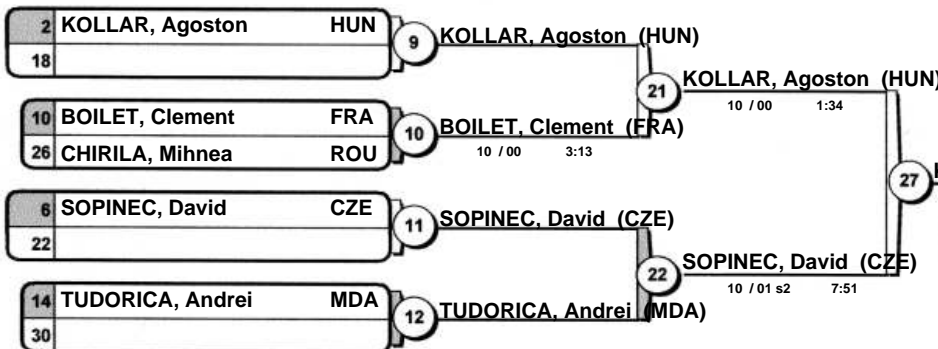 2 KOLLAR, Agoston HUN
18
9
KOLLAR, Agoston (HUN)
10 BOILET, Clement FRA
26 CHIRILA, Mihnea ROU
10
BOILET, Clement (FRA)
10 / 00 3:13
21
KOLLAR, Agoston (HUN)
10 / 00 1:34
6 SOPINEC, David CZE
22
11
SOPINEC, David (CZE)
14 TUDORICA, Andrei MDA
30
12
TUDORICA, Andrei (MDA)
22
SOPINEC, David (CZE)
10 / 01 s2 7:51
27